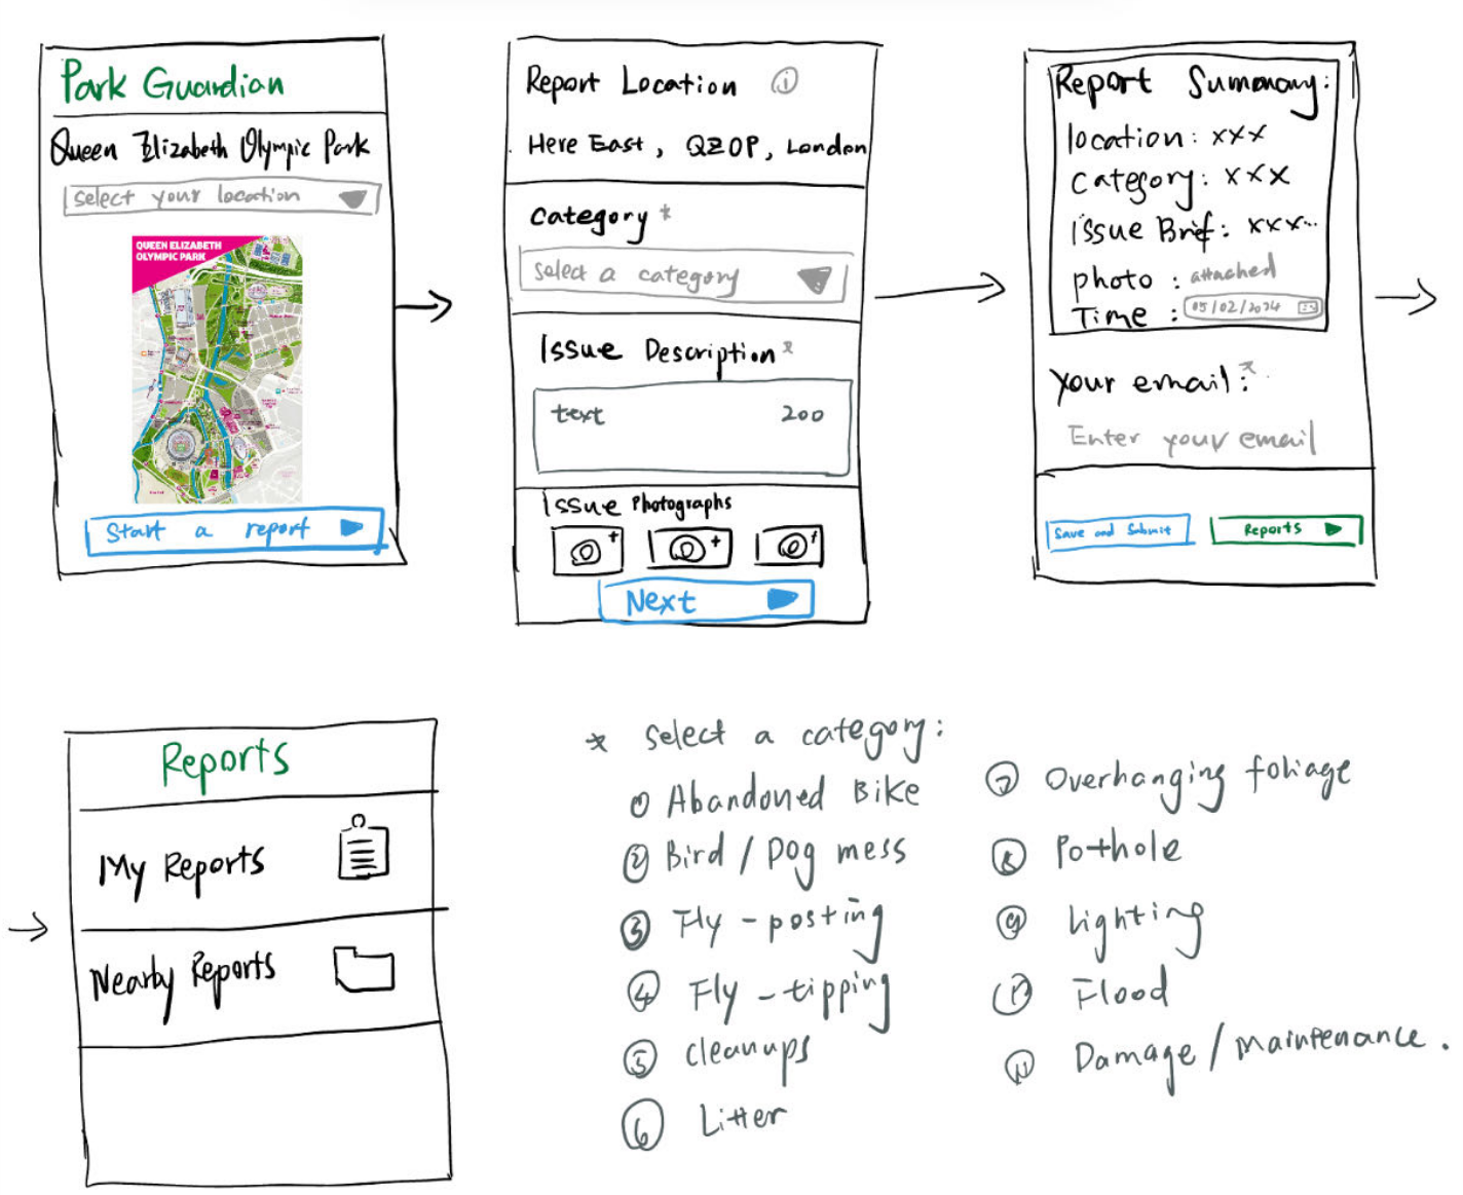 Park Guardian
Queen Elizabeth Olympic Park
select your location
QUEEN ELIZABETH
OLYMPIC PARK
Start a report
Report Location i
Here East, QEOP, London
Category *
Select a category
Issue Description *
text 200
Issue Photographs
Next
Report Summary:
location: xxx
Category: xxx
Issue Brief: xxx...
photo : attached
Time : 05/02/2024
Your email: *
Enter your email
Save and Submit
Reports
Reports
My Reports
Nearby Reports
* Select a category:
① Abandoned Bike
② Bird / Dog mess
③ Fly-posting
④ Fly-tipping
⑤ cleanups
⑥ Litter
⑦ Overhanging foliage
⑧ Pothole
⑨ Lighting
⑩ Flood
⑪ Damage / Maintenance.